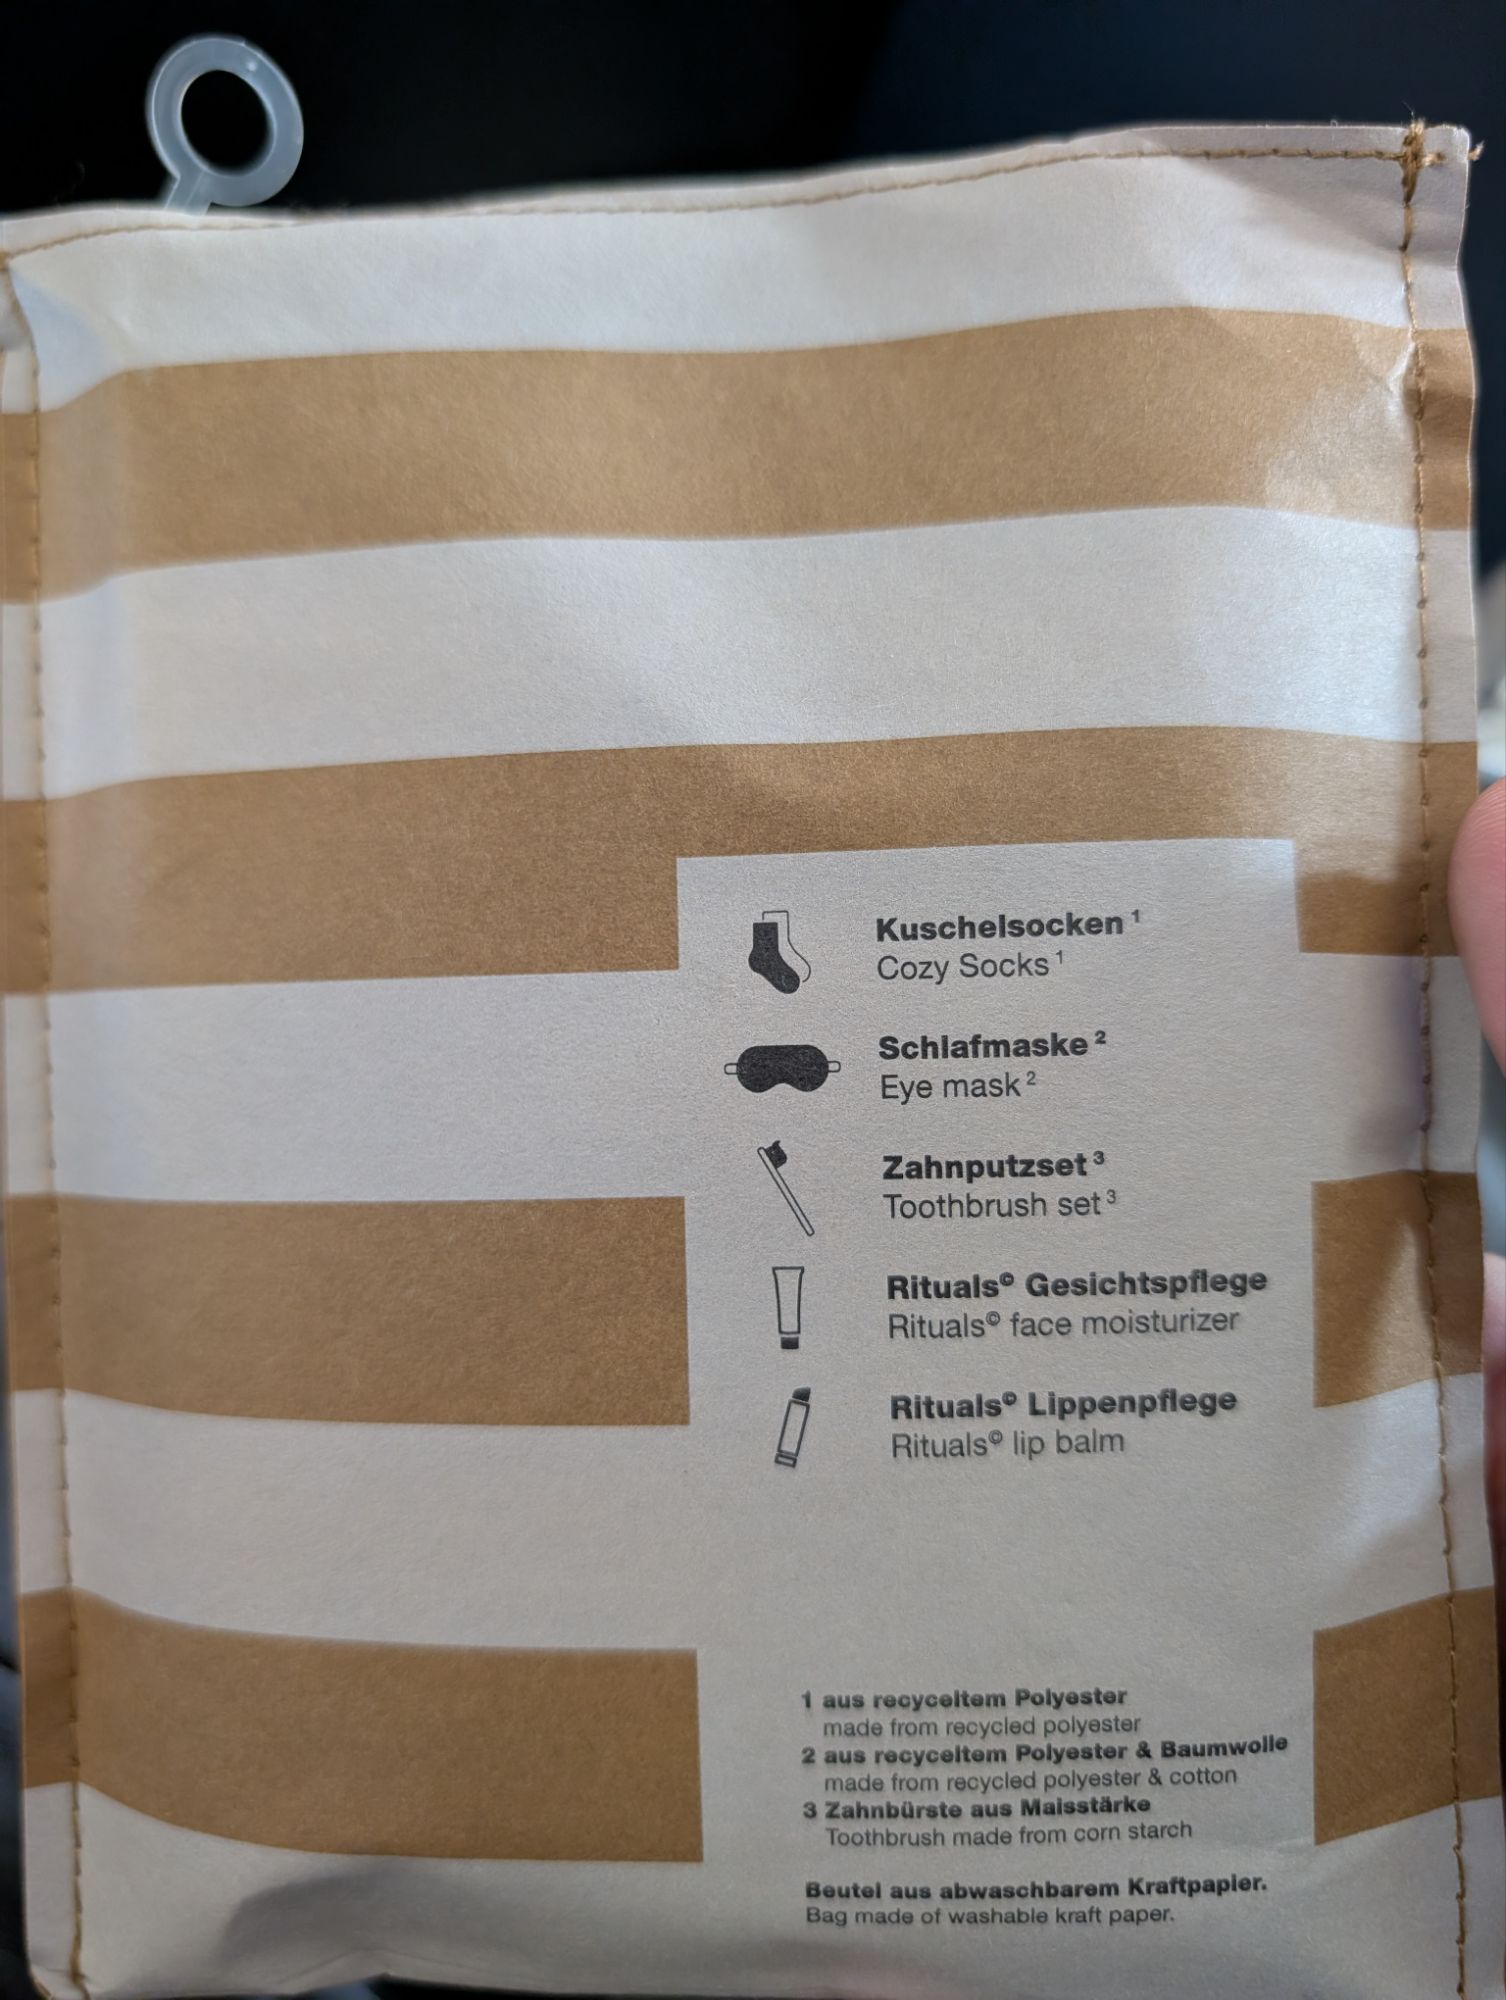 Kuschelsocken ¹
Cozy Socks ¹
Schlafmaske ²
Eye mask ²
Zahnputzset ³
Toothbrush set ³
Rituals© Gesichtspflege
Rituals© face moisturizer
Rituals© Lippenpflege
Rituals© lip balm
1 aus recyceltem Polyester
made from recycled polyester
2 aus recyceltem Polyester & Baumwolle
made from recycled polyester & cotton
3 Zahnbürste aus Maisstärke
Toothbrush made from corn starch
Beutel aus abwaschbarem Kraftpapier.
Bag made of washable kraft paper.